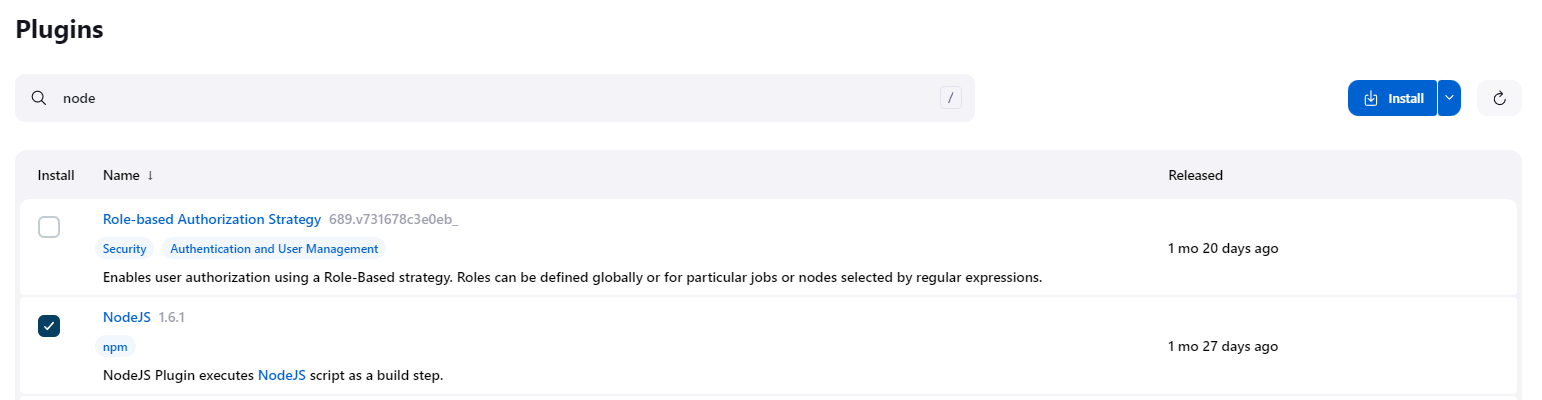 Plugins
node /
Install
Install Name ↓ Released
Role-based Authorization Strategy 689.v731678c3e0eb_
Security Authentication and User Management
1 mo 20 days ago
Enables user authorization using a Role-Based strategy. Roles can be defined globally or for particular jobs or nodes selected by regular expressions.
NodeJS 1.6.1
npm
1 mo 27 days ago
NodeJS Plugin executes NodeJS script as a build step.